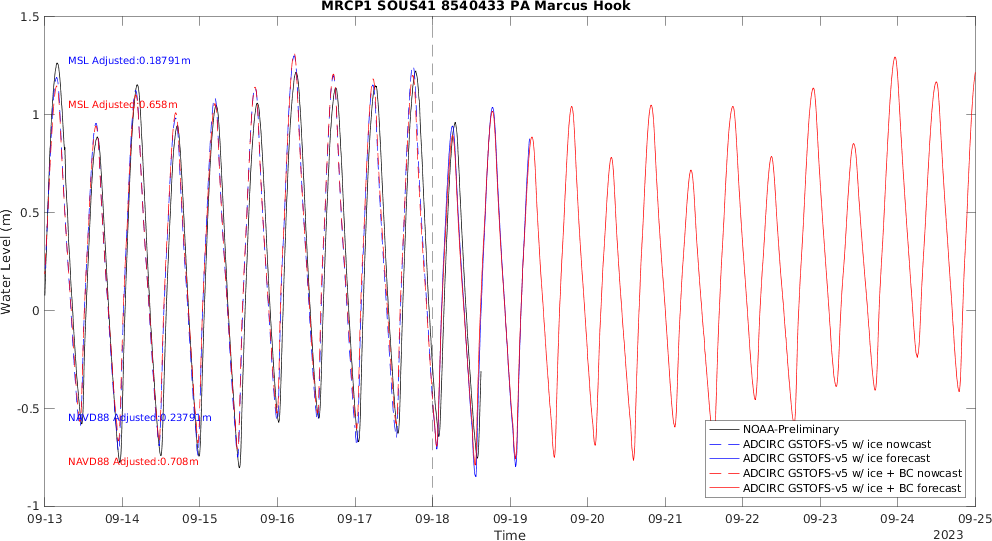 MRCP1 SOUS41 8540433 PA Marcus Hook
1.5
1
0.5
0
-0.5
-1
Water Level (m)
MSL Adjusted:0.18791m
MSL Adjusted:0.658m
NAVD88 Adjusted:0.23791m
NAVD88 Adjusted:0.708m
NOAA-Preliminary
ADCIRC GSTOFS-v5 w/ ice nowcast
ADCIRC GSTOFS-v5 w/ ice forecast
ADCIRC GSTOFS-v5 w/ ice + BC nowcast
ADCIRC GSTOFS-v5 w/ ice + BC forecast
09-13 09-14 09-15 09-16 09-17 09-18 09-19 09-20 09-21 09-22 09-23 09-24 09-25
Time
2023